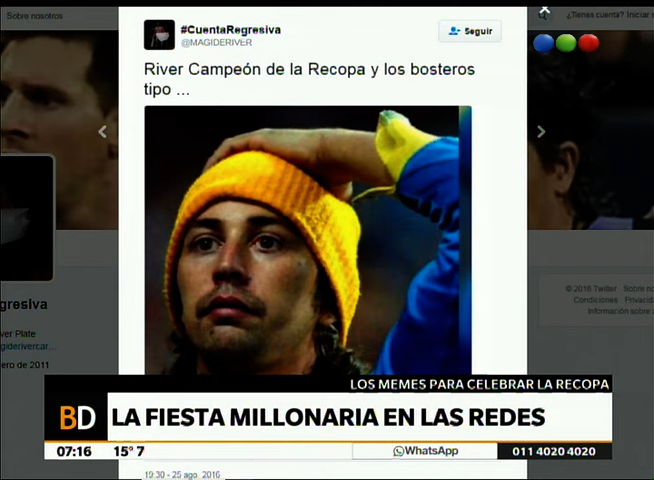 Sobre nosotros
¿Tienes cuenta? Iniciar
#CuentaRegresiva
@MAGIDERIVER
Seguir
River Campeón de la Recopa y los bosteros
tipo ...
gresiva
ver Plate
giderivercar...
ero de 2011
© 2016 Twitter Sobre
Condiciones
Información sobre
LOS MEMES PARA CELEBRAR LA RECOPA
BD
LA FIESTA MILLONARIA EN LAS REDES
07:16 15° 7
WhatsApp
011 4020 4020
19:30 - 25 ago. 2016